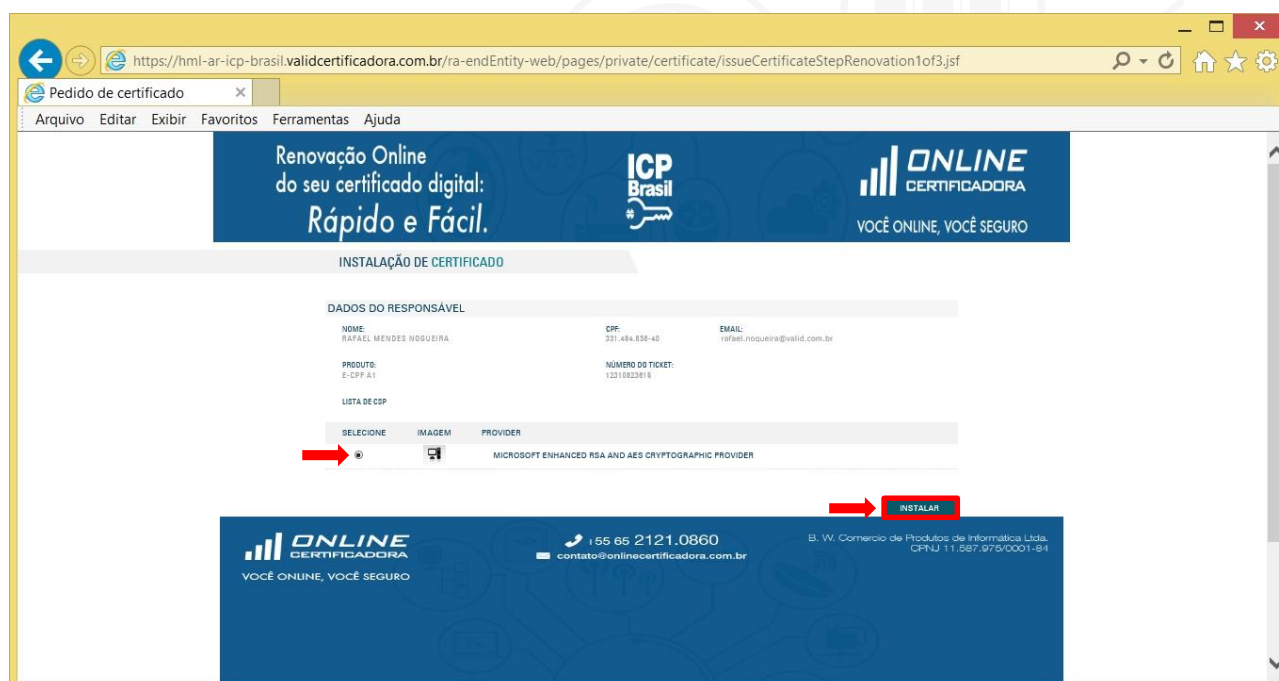 https://hml-ar-icp-brasil.validcertificadora.com.br/ra-endEntity-web/pages/private/certificate/issueCertificateStepRenovation1of3.jsf
Pedido de certificado
Arquivo Editar Exibir Favoritos Ferramentas Ajuda
Renovação Online
do seu certificado digital:
Rápido e Fácil.
ICP
Brasil
ONLINE
CERTIFICADORA
VOCÊ ONLINE, VOCÊ SEGURO
INSTALAÇÃO DE CERTIFICADO
DADOS DO RESPONSÁVEL
NOME: CPF: EMAIL:
RAFAEL MENDES NOGUEIRA 331.484.838-40 rafael.nogueira@valid.com.br
PRODUTO: NÚMERO DO TICKET:
E-CPF A1 12310823816
LISTA DE CSP
SELECIONE IMAGEM PROVIDER
MICROSOFT ENHANCED RSA AND AES CRYPTOGRAPHIC PROVIDER
INSTALAR
ONLINE
CERTIFICADORA
VOCÊ ONLINE, VOCÊ SEGURO
55 65 2121.0860
contato@onlinecertificadora.com.br
B. W. Comercio de Produtos de Informática Ltda.
CPNJ 11.587.975/0001-84